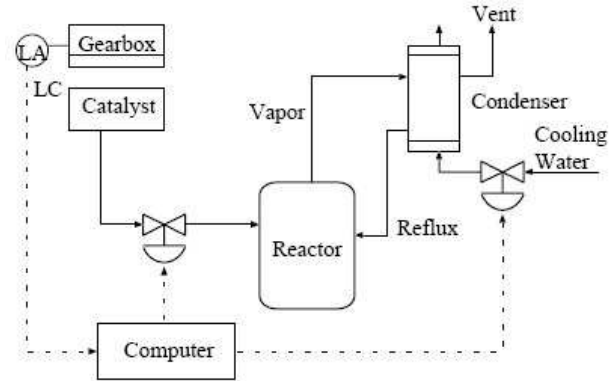 LA
Gearbox
LC
Catalyst
Vapor
Vent
Condenser
Cooling
Water
Reactor
Reflux
Computer